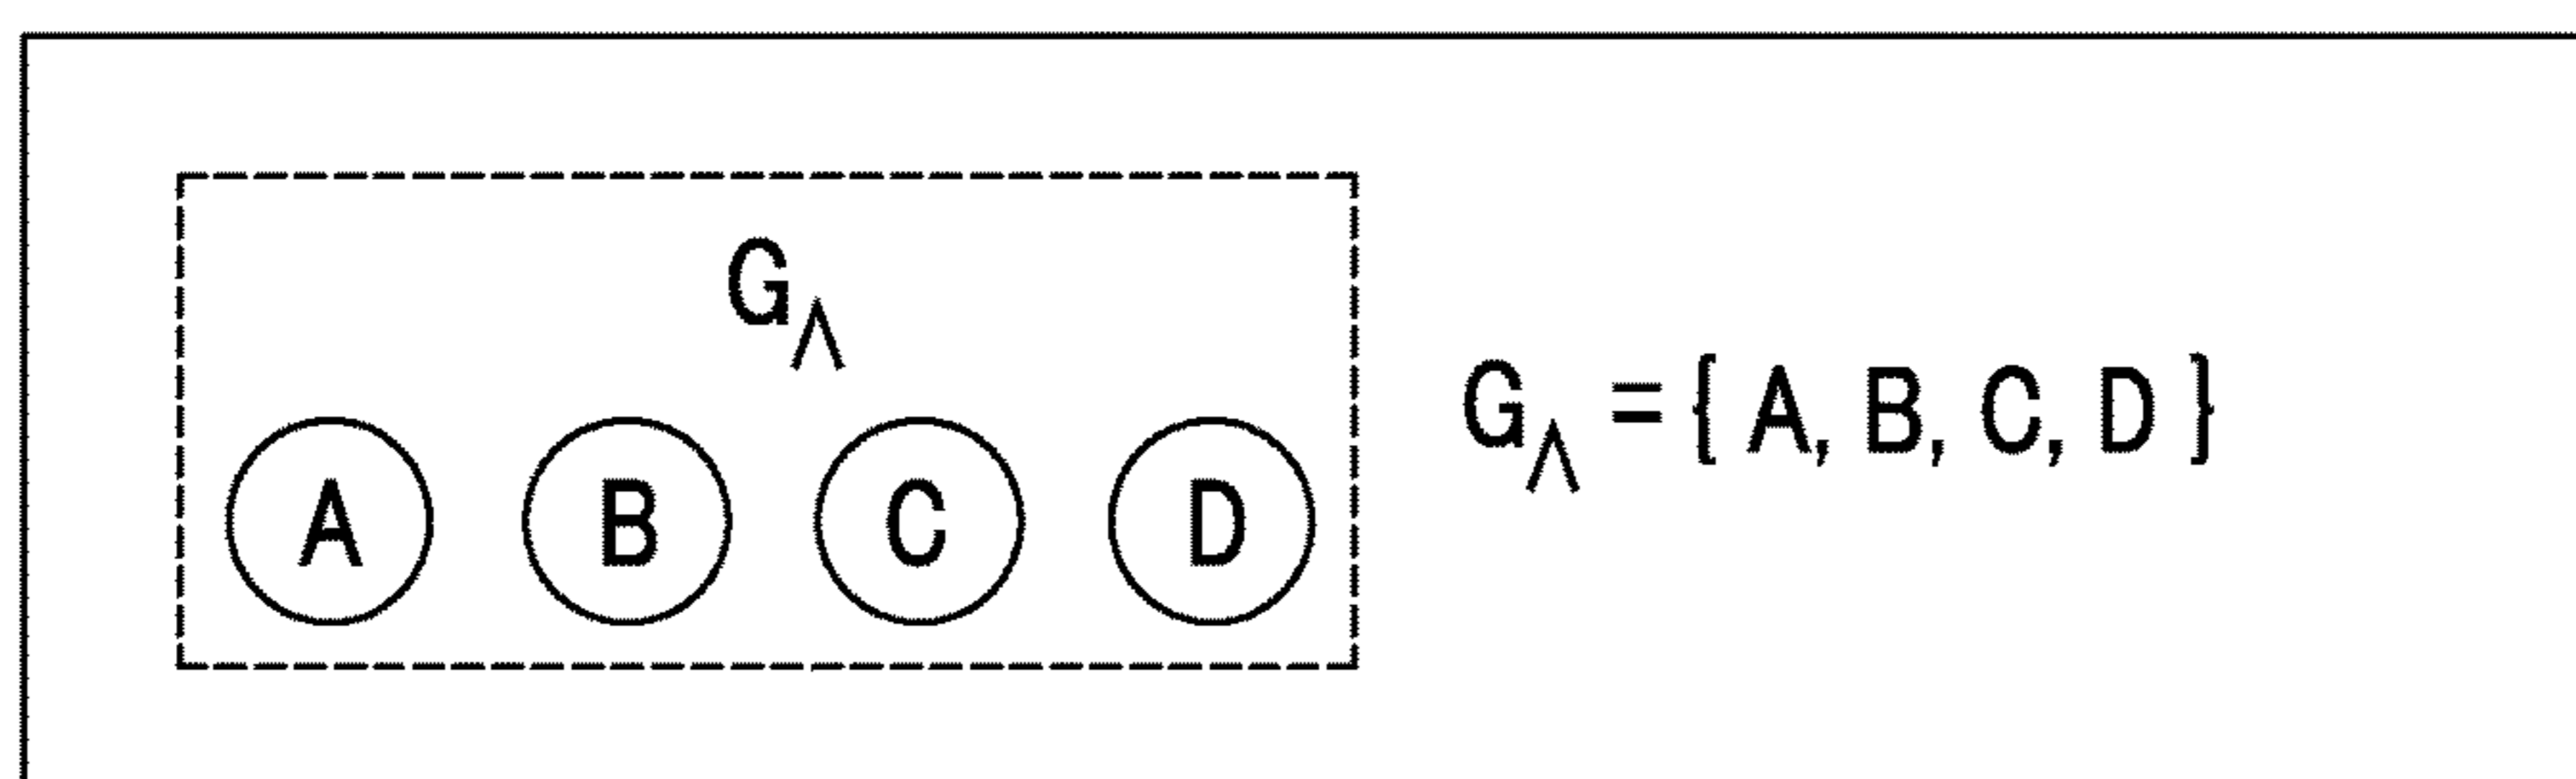 G∧
A B C D
G∧ = { A, B, C, D }